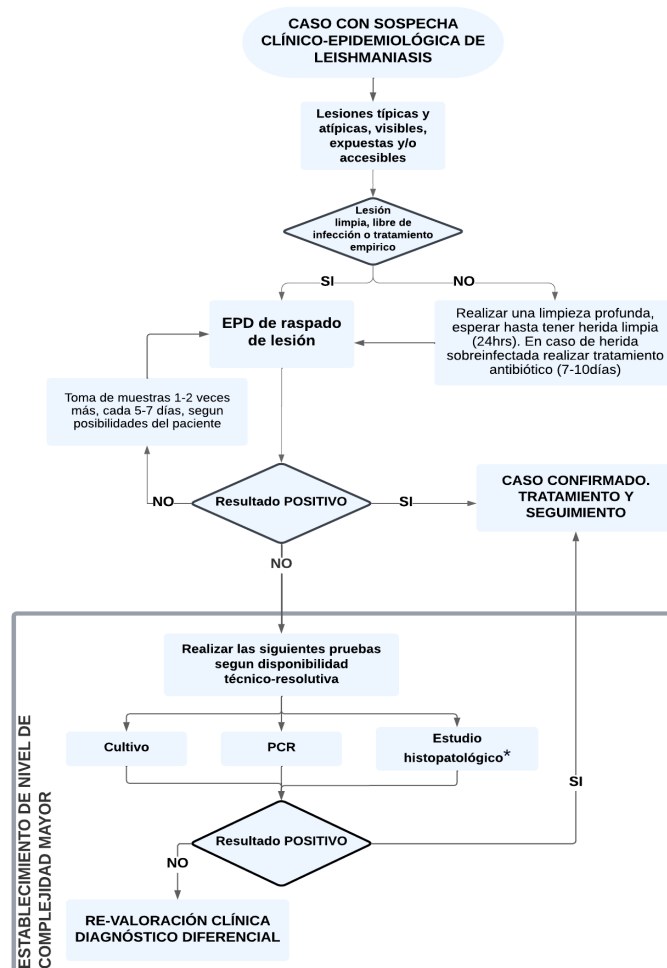 CASO CON SOSPECHA
CLÍNICO-EPIDEMIOLÓGICA DE
LEISHMANIASIS
Lesiones típicas y
atípicas, visibles,
expuestas y/o
accesibles
Lesión
limpia, libre de
infección o tratamiento
empirico
SI
NO
EPD de raspado
de lesión
Realizar una limpieza profunda,
esperar hasta tener herida limpia
(24hrs). En caso de herida
sobreinfectada realizar tratamiento
antibiótico (7-10días)
Toma de muestras 1-2 veces
más, cada 5-7 días, segun
posibilidades del paciente
NO
Resultado POSITIVO
SI
CASO CONFIRMADO.
TRATAMIENTO Y
SEGUIMIENTO
NO
Realizar las siguientes pruebas
segun disponibilidad
técnico-resolutiva
Cultivo
PCR
Estudio
histopatológico*
SI
Resultado POSITIVO
NO
RE-VALORACIÓN CLÍNICA
DIAGNÓSTICO DIFERENCIAL
ESTABLECIMIENTO DE NIVEL DE
COMPLEJIDAD MAYOR